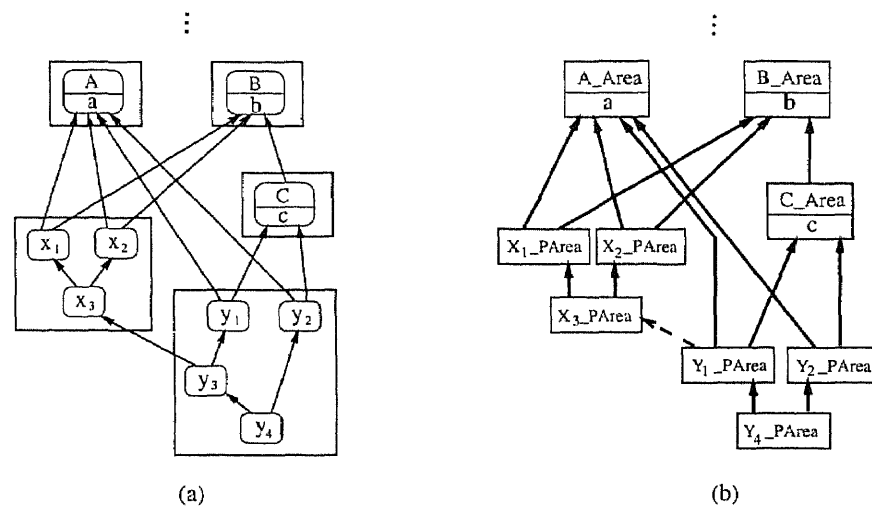 A
a
B
b
C
c
x₁
x₂
x₃
y₁
y₂
y₃
y₄
(a)
A_Area
a
B_Area
b
C_Area
c
X₁_PArea
X₂_PArea
X₃_PArea
Y₁_PArea
Y₂_PArea
Y₄_PArea
(b)